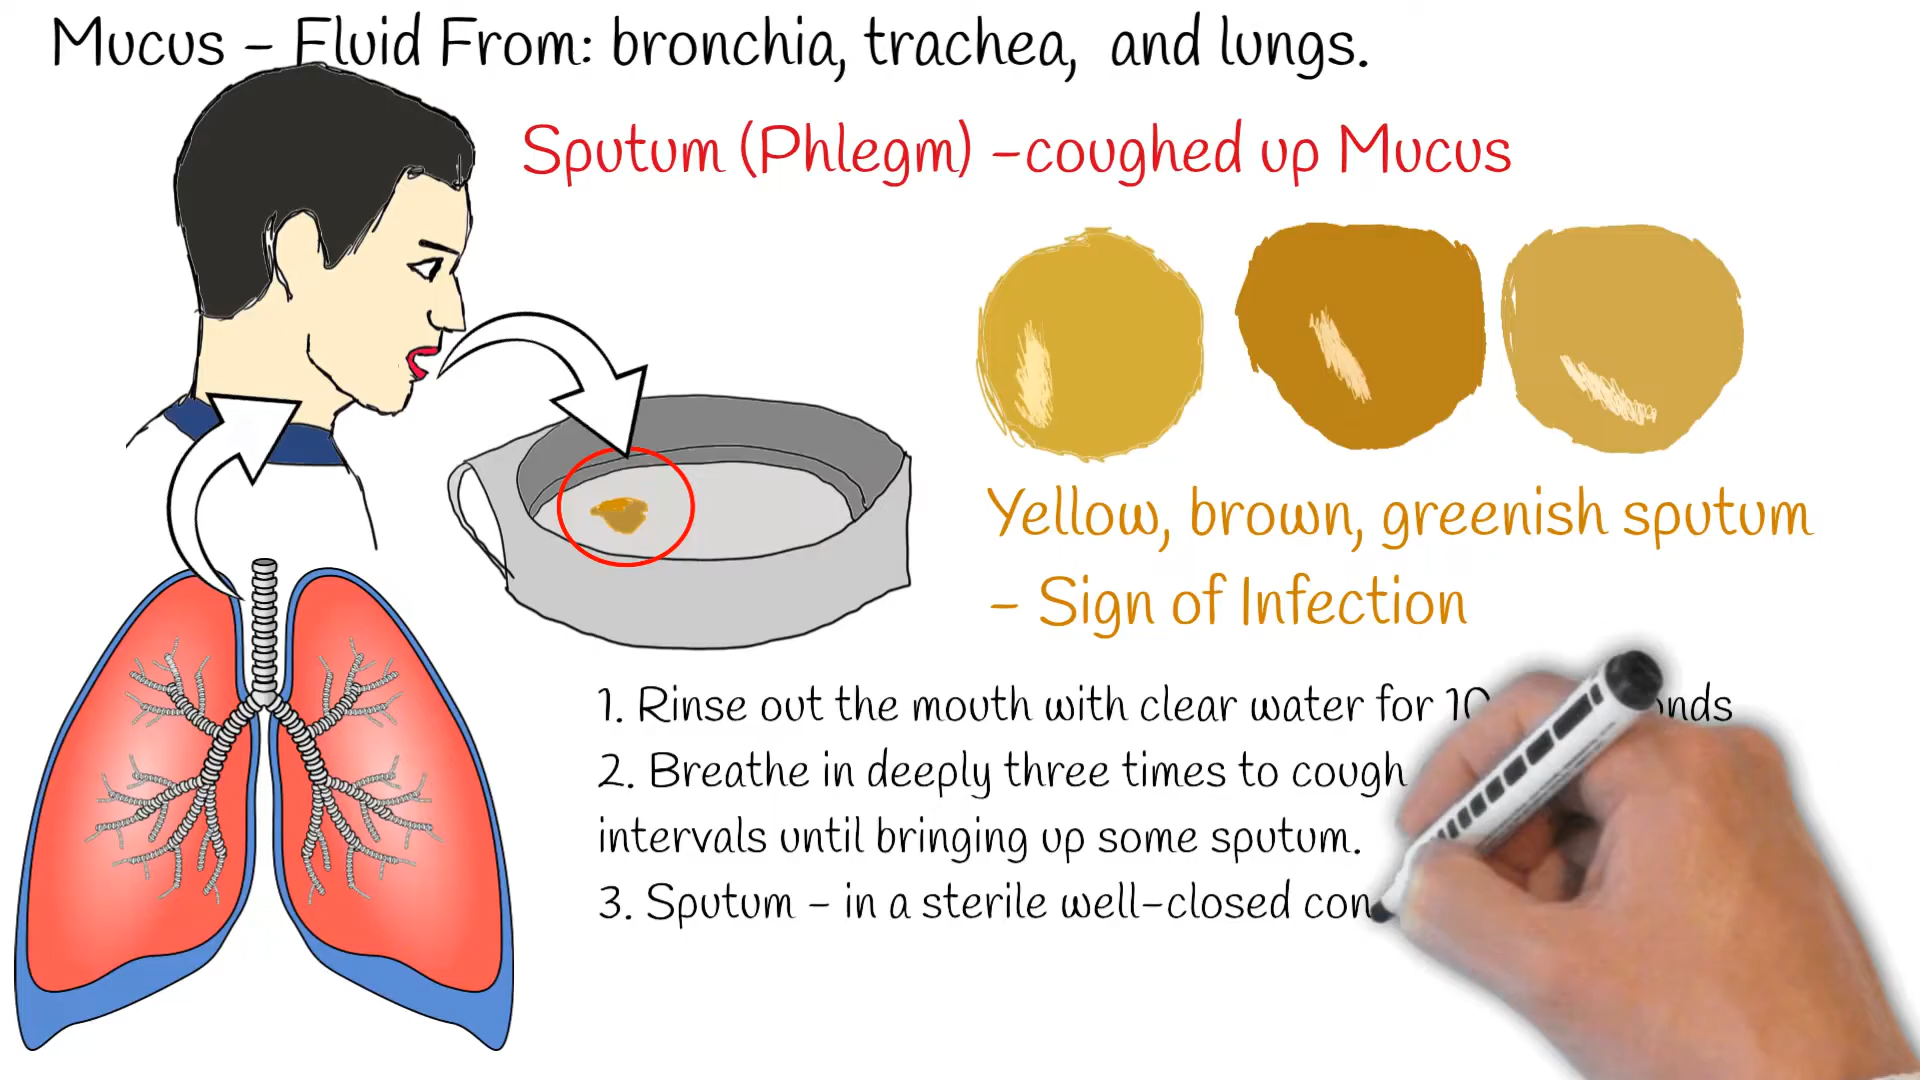 Mucus – Fluid From: bronchia, trachea, and lungs.
Sputum (Phlegm) –coughed up Mucus
Yellow, brown, greenish sputum
– Sign of Infection
1. Rinse out the mouth with clear water for 10
2. Breathe in deeply three times to cough
intervals until bringing up some sputum.
3. Sputum – in a sterile well–closed con